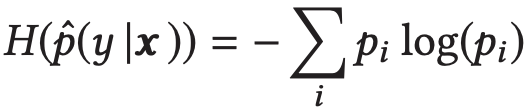 H(p̂(y|𝒙)) = − ∑ᵢ pᵢ log(pᵢ)